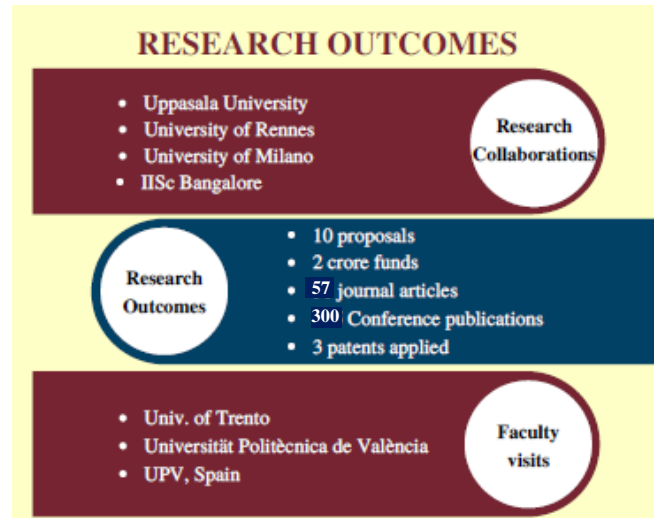 RESEARCH OUTCOMES
• Uppasala University
• University of Rennes
• University of Milano
• IISc Bangalore
Research
Collaborations
Research
Outcomes
• 10 proposals
• 2 crore funds
• 57 journal articles
• 300 Conference publications
• 3 patents applied
• Univ. of Trento
• Universität Politècnica de València
• UPV, Spain
Faculty
visits